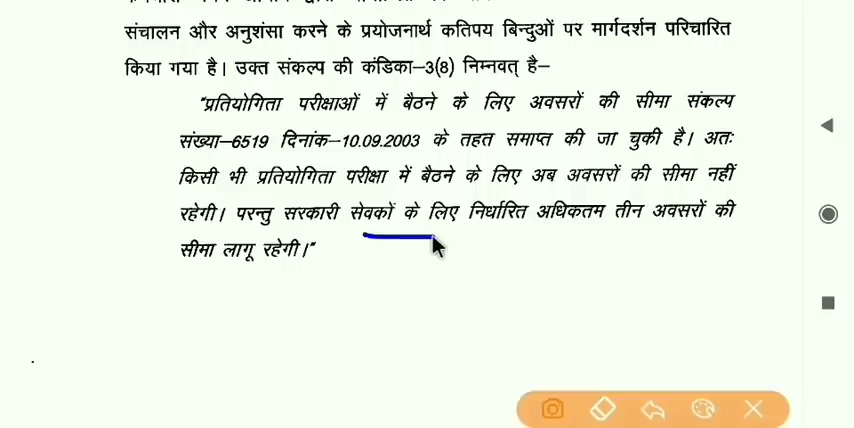 संचालन और अनुशंसा करने के प्रयोजनार्थ कतिपय बिन्दुओं पर मार्गदर्शन परिचारित
किया गया है। उक्त संकल्प की कंडिका–3(8) निम्नवत् है–
"प्रतियोगिता परीक्षाओं में बैठने के लिए अवसरों की सीमा संकल्प
संख्या–6519 दिनांक–10.09.2003 के तहत समाप्त की जा चुकी है। अतः
किसी भी प्रतियोगिता परीक्षा में बैठने के लिए अब अवसरों की सीमा नहीं
रहेगी। परन्तु सरकारी सेवकों के लिए निर्धारित अधिकतम तीन अवसरों की
सीमा लागू रहेगी।"